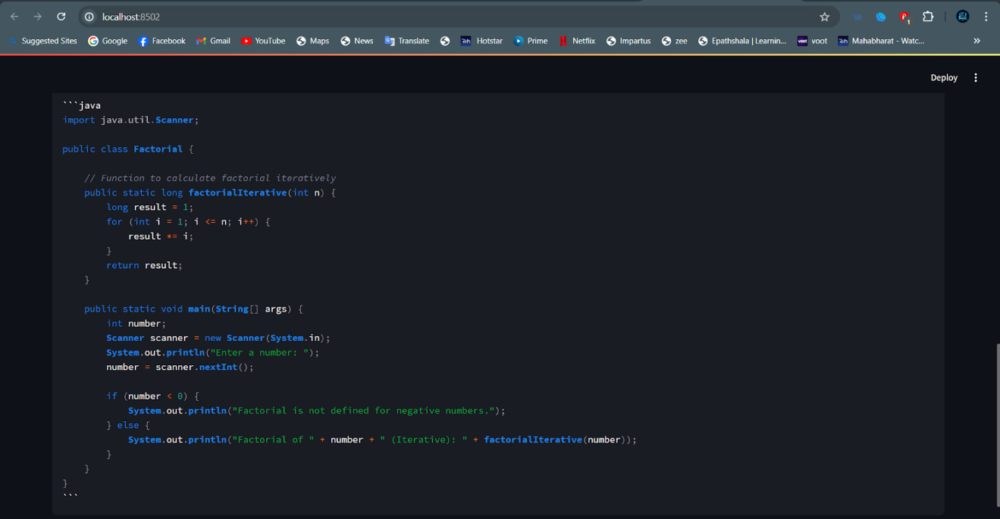 localhost:8502
1
Suggested Sites Google Facebook Gmail YouTube Maps News Translate Hotstar Prime Netflix Impartus zee Epathshala | Learnin... voot Mahabharat - Watc... »
Deploy
```java
import java.util.Scanner;
public class Factorial {
    // Function to calculate factorial iteratively
    public static long factorialIterative(int n) {
        long result = 1;
        for (int i = 1; i <= n; i++) {
            result *= i;
        }
        return result;
    }
    public static void main(String[] args) {
        int number;
        Scanner scanner = new Scanner(System.in);
        System.out.println("Enter a number: ");
        number = scanner.nextInt();
        if (number < 0) {
            System.out.println("Factorial is not defined for negative numbers.");
        } else {
            System.out.println("Factorial of " + number + " (Iterative): " + factorialIterative(number));
        }
    }
}
```